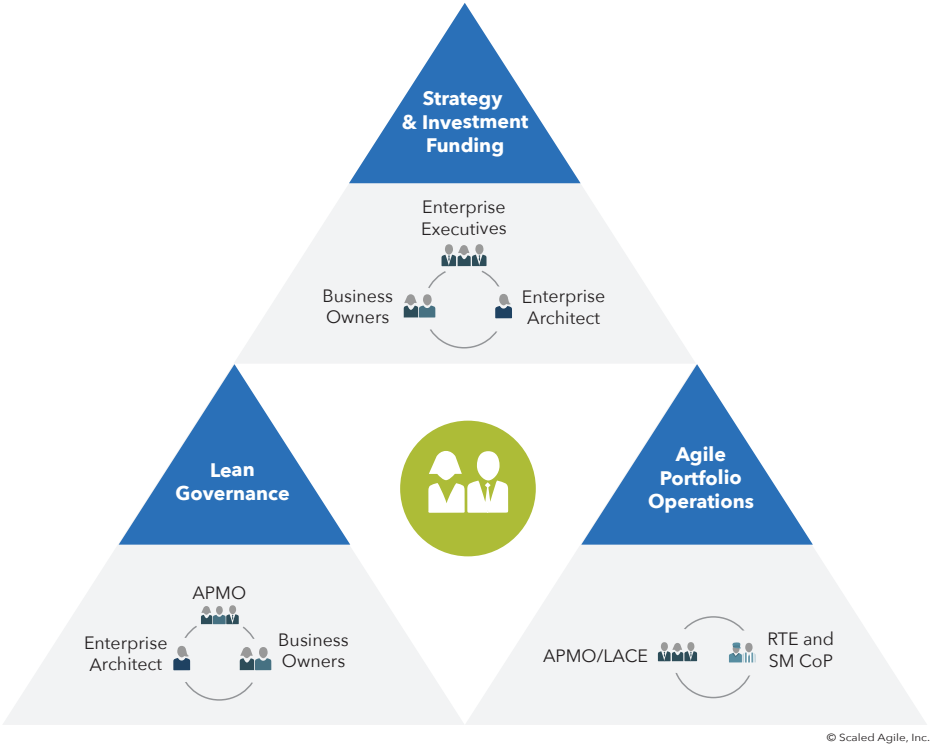 Strategy
& Investment
Funding
Enterprise
Executives
Business
Owners
Enterprise
Architect
Lean
Governance
APMO
Enterprise
Architect
Business
Owners
Agile
Portfolio
Operations
APMO/LACE
RTE and
SM CoP
© Scaled Agile, Inc.